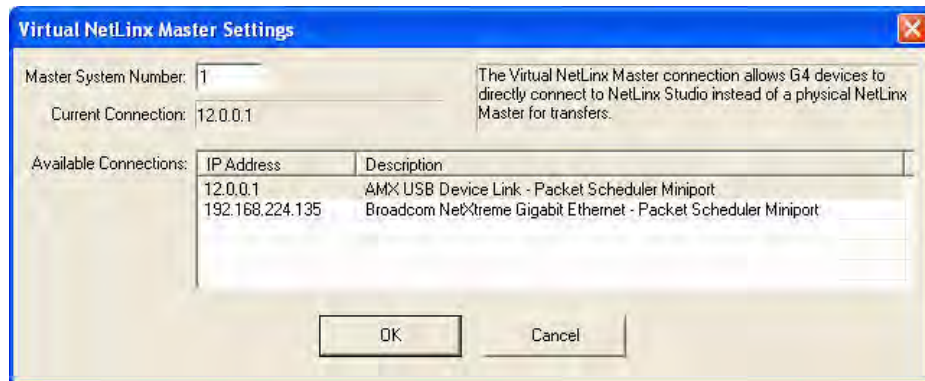 Virtual NetLinx Master Settings
Master System Number: 1
The Virtual NetLinx Master connection allows G4 devices to
directly connect to NetLinx Studio instead of a physical NetLinx
Master for transfers.
Current Connection: 12.0.0.1
Available Connections:
IP Address Description
12.0.0.1 AMX USB Device Link - Packet Scheduler Miniport
192.168.224.135 Broadcom NetXtreme Gigabit Ethernet - Packet Scheduler Miniport
OK
Cancel